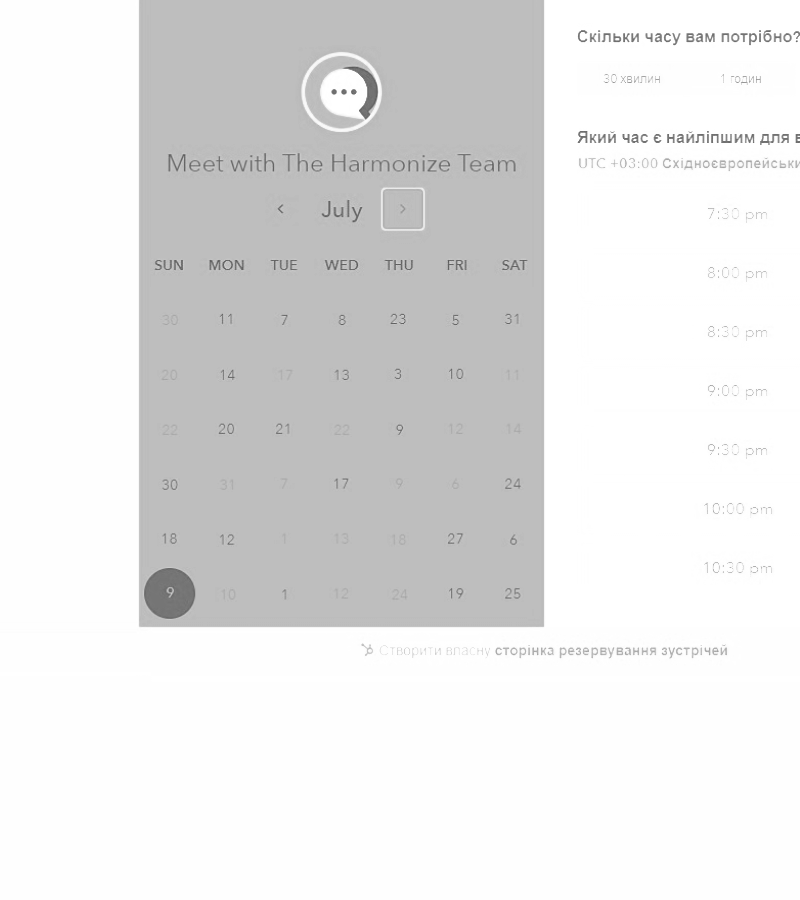 Meet with The Harmonize Team
July
SUN MON TUE WED THU FRI SAT
30 11 7 8 23 5 31
20 14 17 13 3 10 11
22 20 21 22 9 12 14
30 31 7 17 9 6 24
18 12 1 13 18 27 6
9 10 1 12 24 19 25
Скільки часу вам потрібно?
30 хвилин 1 годин
Який час є найліпшим для в
UTC +03:00 Східноєвропейськи
7:30 pm
8:00 pm
8:30 pm
9:00 pm
9:30 pm
10:00 pm
10:30 pm
Створити власну сторінка резервування зустрічей